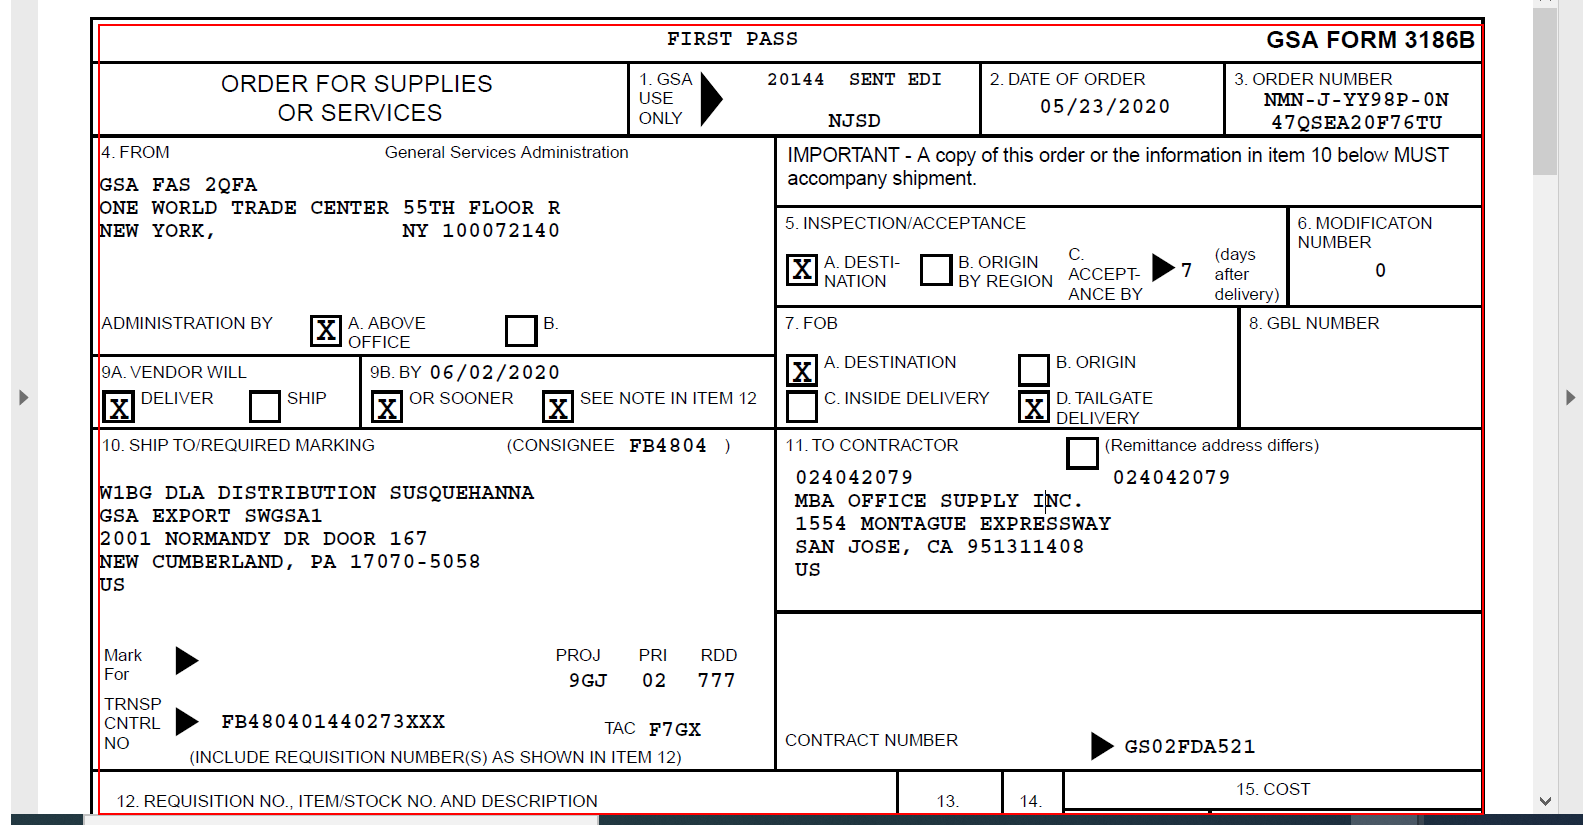 FIRST PASS
GSA FORM 3186B
ORDER FOR SUPPLIES
OR SERVICES
1. GSA
USE
ONLY
20144 SENT EDI
NJSD
2. DATE OF ORDER
05/23/2020
3. ORDER NUMBER
NMN-J-YY98P-0N
47QSEA20F76TU
4. FROM
General Services Administration
GSA FAS 2QFA
ONE WORLD TRADE CENTER 55TH FLOOR R
NEW YORK, NY 100072140
ADMINISTRATION BY
X A. ABOVE
OFFICE
B.
IMPORTANT - A copy of this order or the information in item 10 below MUST
accompany shipment.
5. INSPECTION/ACCEPTANCE
X A. DESTI-
NATION
B. ORIGIN
BY REGION
C.
ACCEPT-
ANCE BY
7
(days
after
delivery)
6. MODIFICATON
NUMBER
0
7. FOB
X A. DESTINATION
B. ORIGIN
C. INSIDE DELIVERY
X D. TAILGATE
DELIVERY
8. GBL NUMBER
9A. VENDOR WILL
X DELIVER
SHIP
9B. BY 06/02/2020
X OR SOONER
X SEE NOTE IN ITEM 12
10. SHIP TO/REQUIRED MARKING (CONSIGNEE FB4804 )
W1BG DLA DISTRIBUTION SUSQUEHANNA
GSA EXPORT SWGSA1
2001 NORMANDY DR DOOR 167
NEW CUMBERLAND, PA 17070-5058
US
Mark
For
PROJ PRI RDD
9GJ 02 777
TRNSP
CNTRL
NO
FB480401440273XXX
TAC F7GX
(INCLUDE REQUISITION NUMBER(S) AS SHOWN IN ITEM 12)
11. TO CONTRACTOR
(Remittance address differs)
024042079 024042079
MBA OFFICE SUPPLY INC.
1554 MONTAGUE EXPRESSWAY
SAN JOSE, CA 951311408
US
CONTRACT NUMBER
GS02FDA521
12. REQUISITION NO., ITEM/STOCK NO. AND DESCRIPTION
13.
14.
15. COST